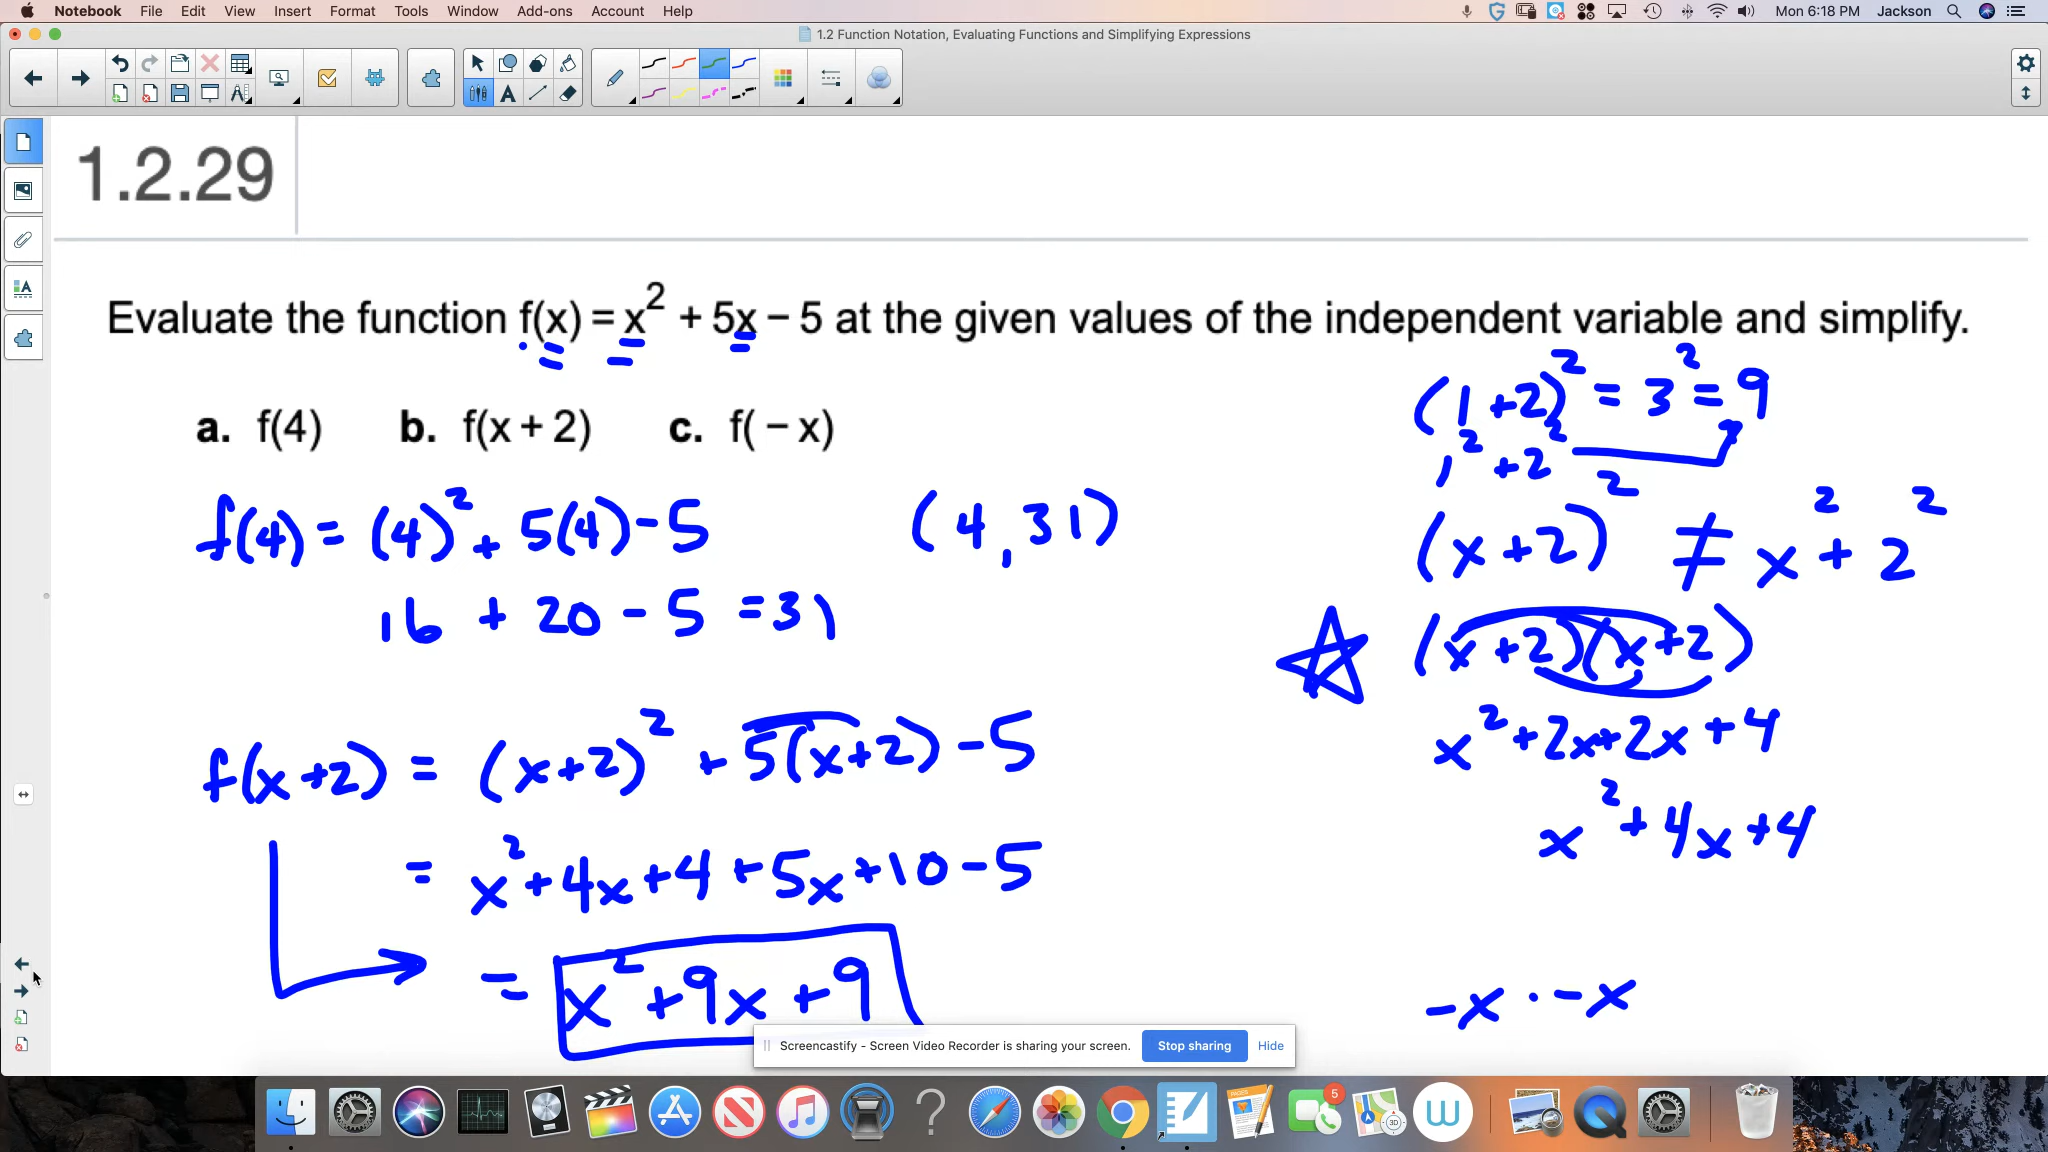 Notebook File Edit View Insert Format Tools Window Add-ons Account Help Mon 6:18 PM Jackson
1.2 Function Notation, Evaluating Functions and Simplifying Expressions
1.2.29
Evaluate the function f(x) = x² + 5x − 5 at the given values of the independent variable and simplify.
a. f(4) b. f(x + 2) c. f( − x)
f(4) = (4)² + 5(4) - 5
(4, 31)
16 + 20 - 5 = 31
f(x+2) = (x+2)² + 5(x+2) - 5
= x² + 4x + 4 + 5x + 10 - 5
= x² + 9x + 9
(1+2)² = 3² = 9
1² + 2²
(x+2)² ≠ x² + 2²
(x+2)(x+2)
x² + 2x + 2x + 4
x² + 4x + 4
-x · -x
Screencastify - Screen Video Recorder is sharing your screen. Stop sharing Hide
5
3D
PAGES